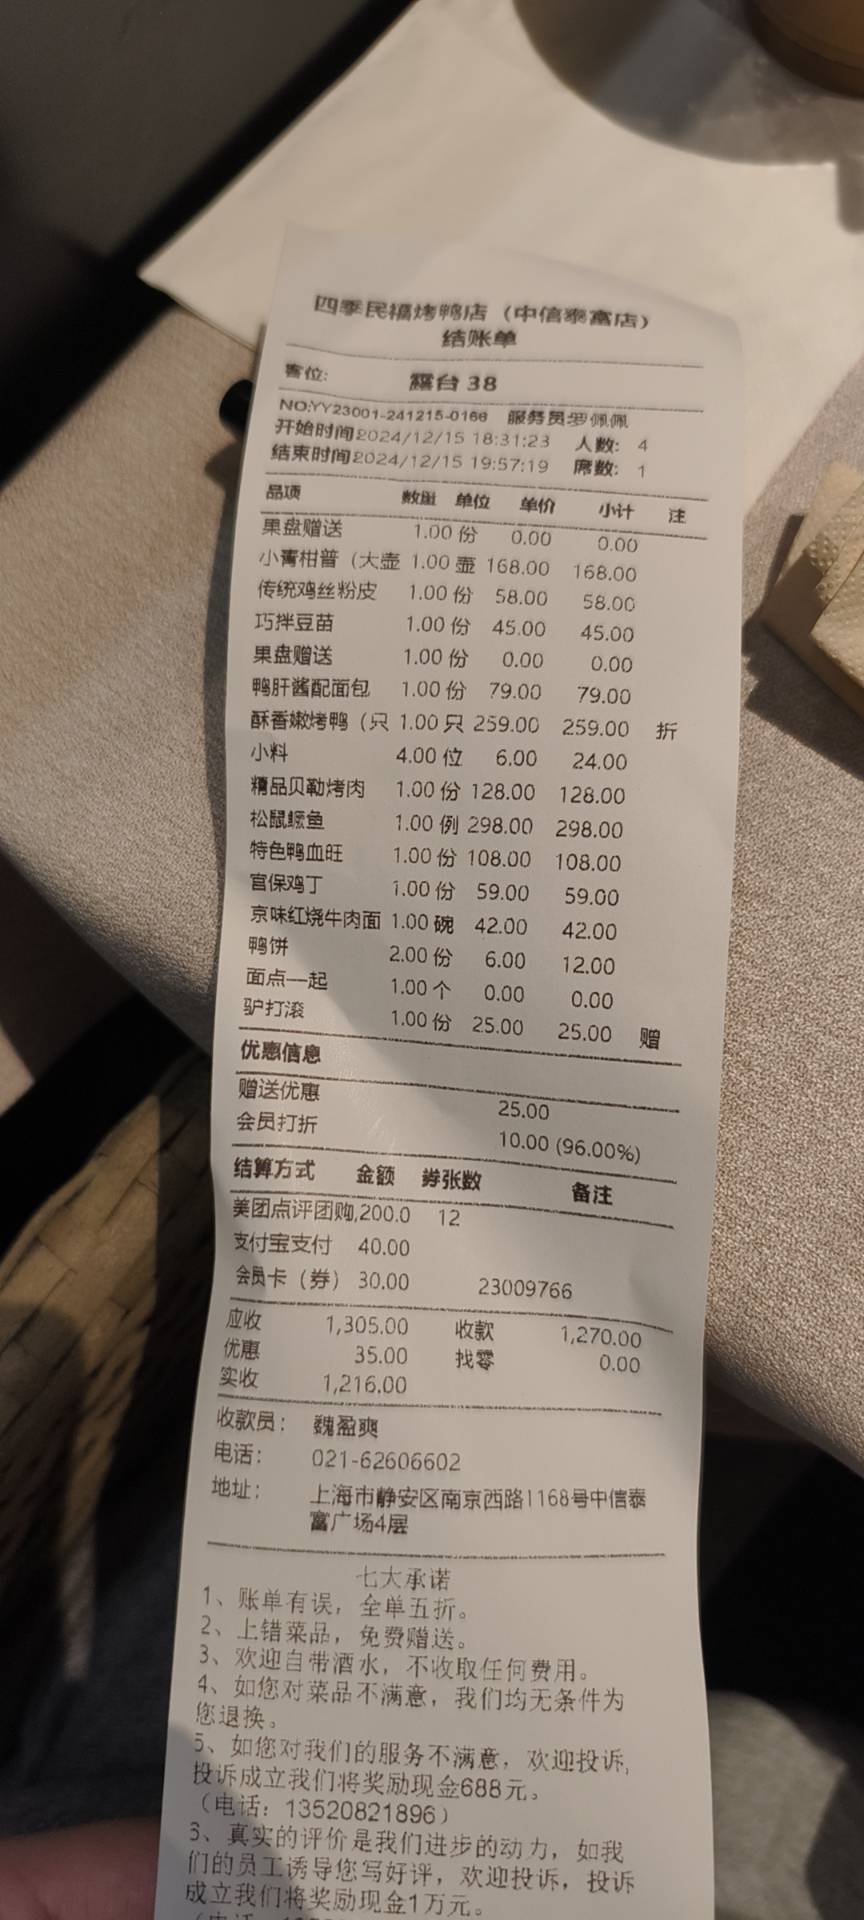 四季民福烤鸭店（中信泰富店）
结账单
客位: 露台 38
NO:YY23001-241215-0166 服务员罗佩佩
开始时间2024/12/15 18:31:23 人数: 4
结束时间2024/12/15 19:57:19 席数: 1
品项 数量 单位 单价 小计 注
果盘赠送 1.00 份 0.00 0.00
小青柑普（大壶 1.00 壶 168.00 168.00
传统鸡丝粉皮 1.00 份 58.00 58.00
巧拌豆苗 1.00 份 45.00 45.00
果盘赠送 1.00 份 0.00 0.00
鸭肝酱配面包 1.00 份 79.00 79.00
酥香嫩烤鸭（只 1.00 只 259.00 259.00 折
小料 4.00 位 6.00 24.00
精品贝勒烤肉 1.00 份 128.00 128.00
松鼠鳜鱼 1.00 例 298.00 298.00
特色鸭血旺 1.00 份 108.00 108.00
宫保鸡丁 1.00 份 59.00 59.00
京味红烧牛肉面 1.00 碗 42.00 42.00
鸭饼 2.00 份 6.00 12.00
面点一起 1.00 个 0.00 0.00
驴打滚 1.00 份 25.00 25.00 赠
优惠信息
赠送优惠 25.00
会员打折 10.00 (96.00%)
结算方式 金额 券张数 备注
美团点评团购,200.0 12
支付宝支付 40.00
会员卡（券） 30.00 23009766
应收 1,305.00 收款 1,270.00
优惠 35.00 找零 0.00
实收 1,216.00
收款员： 魏盈爽
电话： 021-62606602
地址： 上海市静安区南京西路1168号中信泰
富广场4层
七大承诺
1、账单有误，全单五折。
2、上错菜品，免费赠送。
3、欢迎自带酒水，不收取任何费用。
4、如您对菜品不满意，我们均无条件为
您退换。
5、如您对我们的服务不满意，欢迎投诉，
投诉成立我们将奖励现金688元。
（电话：13520821896）
6、真实的评价是我们进步的动力，如我
们的员工诱导您写好评，欢迎投诉，投诉
成立我们将奖励现金1万元。